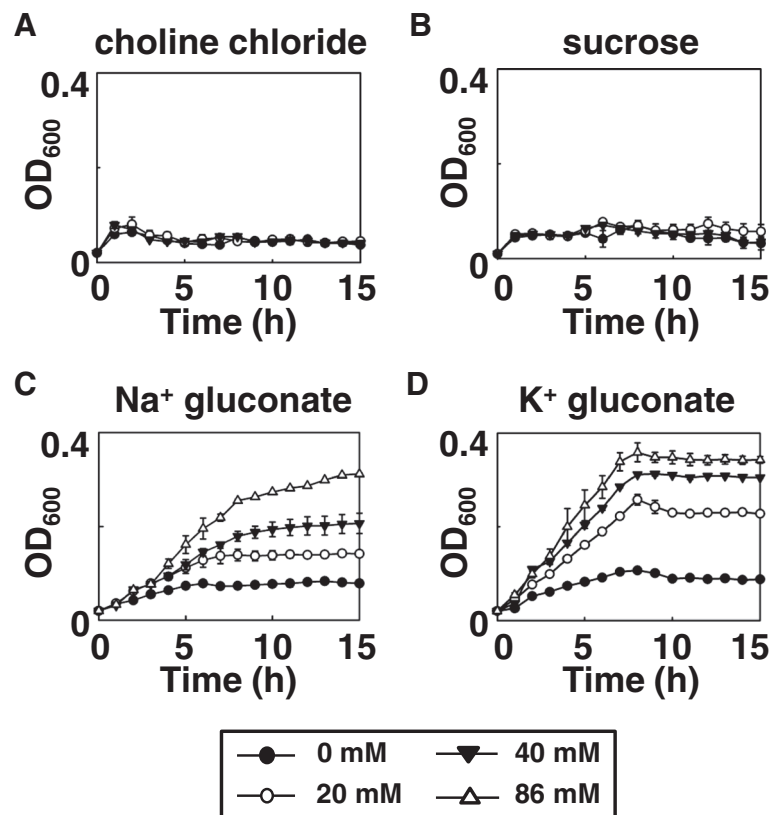 A
choline chloride
0.4
OD600
0
0 5 10 15
Time (h)
B
sucrose
0.4
OD600
0
0 5 10 15
Time (h)
C
Na+ gluconate
0.4
OD600
0
0 5 10 15
Time (h)
D
K+ gluconate
0.4
OD600
0
0 5 10 15
Time (h)
0 mM
40 mM
20 mM
86 mM